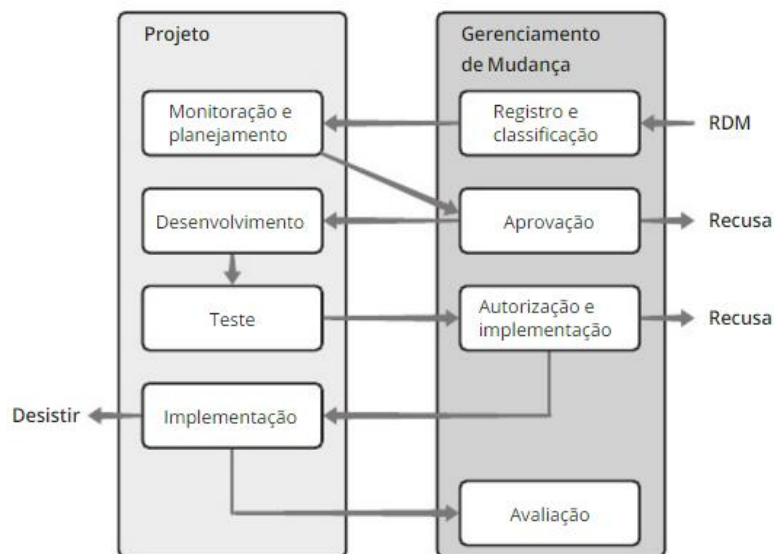 Projeto
Gerenciamento
de Mudança
Monitoração e
planejamento
Registro e
classificação
RDM
Desenvolvimento
Aprovação
Recusa
Teste
Autorização e
implementação
Recusa
Desistir
Implementação
Avaliação